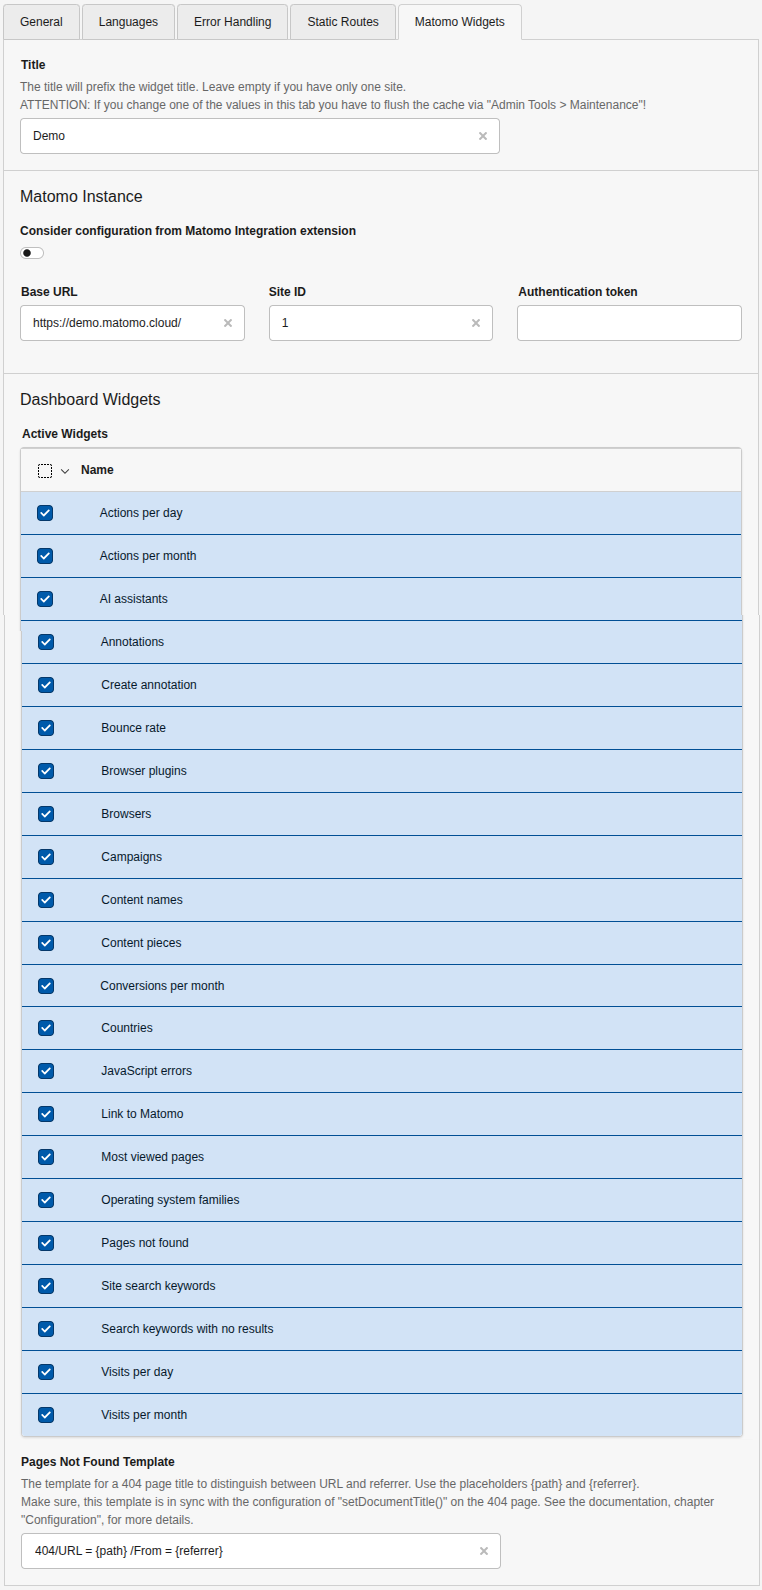 General Languages Error Handling Static Routes Matomo Widgets
Title
The title will prefix the widget title. Leave empty if you have only one site.
ATTENTION: If you change one of the values in this tab you have to flush the cache via "Admin Tools > Maintenance"!
Demo
Matomo Instance
Consider configuration from Matomo Integration extension
Base URL Site ID Authentication token
https://demo.matomo.cloud/ 1
Dashboard Widgets
Active Widgets
Name
Actions per day
Actions per month
AI assistants
Annotations
Create annotation
Bounce rate
Browser plugins
Browsers
Campaigns
Content names
Content pieces
Conversions per month
Countries
JavaScript errors
Link to Matomo
Most viewed pages
Operating system families
Pages not found
Site search keywords
Search keywords with no results
Visits per day
Visits per month
Pages Not Found Template
The template for a 404 page title to distinguish between URL and referrer. Use the placeholders {path} and {referrer}.
Make sure, this template is in sync with the configuration of "setDocumentTitle()" on the 404 page. See the documentation, chapter
"Configuration", for more details.
404/URL = {path} /From = {referrer}